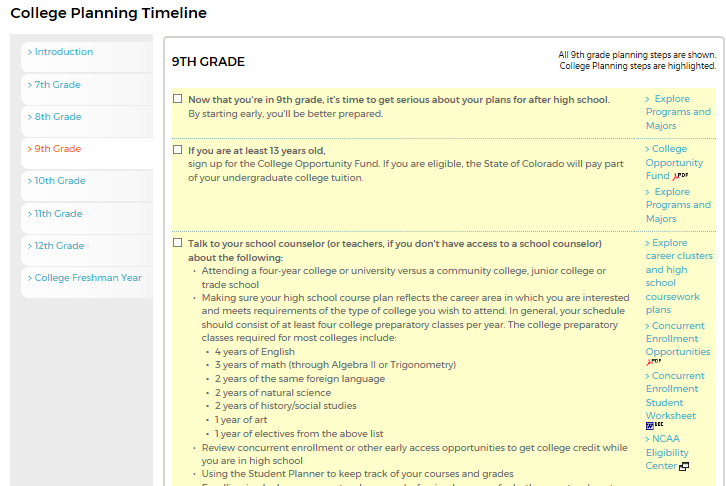 College Planning Timeline
> Introduction
> 7th Grade
> 8th Grade
> 9th Grade
> 10th Grade
> 11th Grade
> 12th Grade
> College Freshman Year
9TH GRADE
All 9th grade planning steps are shown.
College Planning steps are highlighted.
Now that you're in 9th grade, it's time to get serious about your plans for after high school.
By starting early, you'll be better prepared.
> Explore
Programs and
Majors
If you are at least 13 years old,
sign up for the College Opportunity Fund. If you are eligible, the State of Colorado will pay part
of your undergraduate college tuition.
> College
Opportunity
Fund PDF
> Explore
Programs and
Majors
Talk to your school counselor (or teachers, if you don't have access to a school counselor)
about the following:
• Attending a four-year college or university versus a community college, junior college or
trade school
• Making sure your high school course plan reflects the career area in which you are interested
and meets requirements of the type of college you wish to attend. In general, your schedule
should consist of at least four college preparatory classes per year. The college preparatory
classes required for most colleges include:
• 4 years of English
• 3 years of math (through Algebra II or Trigonometry)
• 2 years of the same foreign language
• 2 years of natural science
• 2 years of history/social studies
• 1 year of art
• 1 year of electives from the above list
• Review concurrent enrollment or other early access opportunities to get college credit while
you are in high school
• Using the Student Planner to keep track of your courses and grades
> Explore
career clusters
and high
school
coursework
plans
> Concurrent
Enrollment
Opportunities
PDF
> Concurrent
Enrollment
Student
Worksheet
DOC
> NCAA
Eligibility
Center